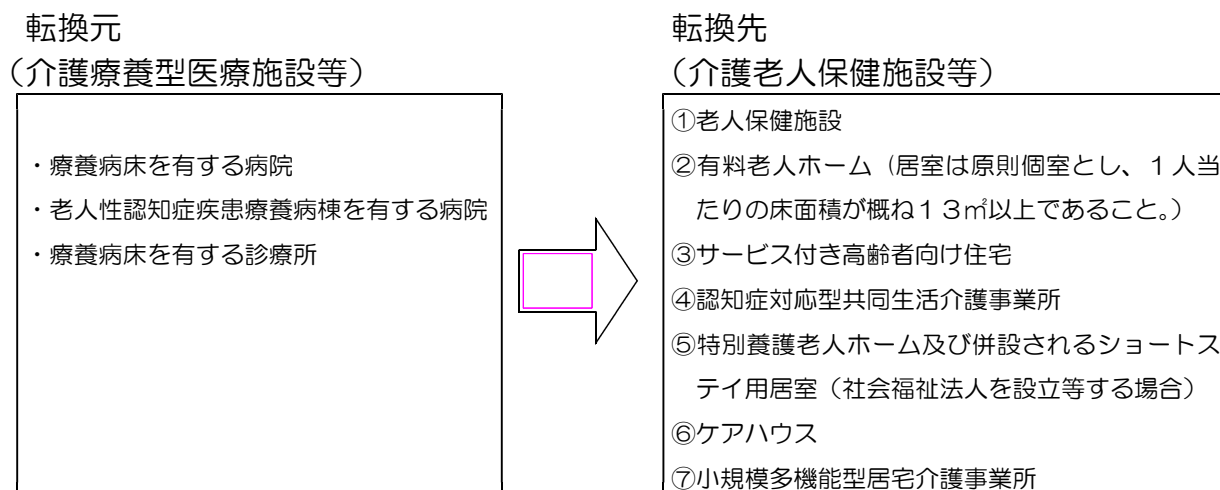 転換元
（介護療養型医療施設等）
・療養病床を有する病院
・老人性認知症疾患療養病棟を有する病院
・療養病床を有する診療所
転換先
（介護老人保健施設等）
①老人保健施設
②有料老人ホーム（居室は原則個室とし、１人当
たりの床面積が概ね１３㎡以上であること。）
③サービス付き高齢者向け住宅
④認知症対応型共同生活介護事業所
⑤特別養護老人ホーム及び併設されるショートス
テイ用居室（社会福祉法人を設立等する場合）
⑥ケアハウス
⑦小規模多機能型居宅介護事業所